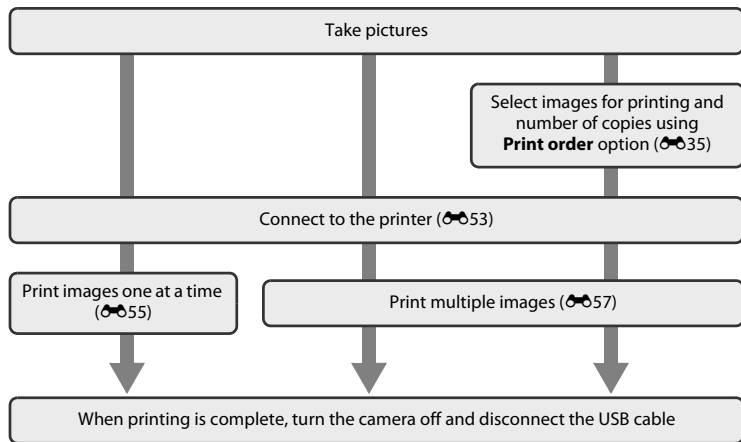 Take pictures
Select images for printing and
number of copies using
Print order option (35)
Connect to the printer (53)
Print images one at a time
(55)
Print multiple images (57)
When printing is complete, turn the camera off and disconnect the USB cable